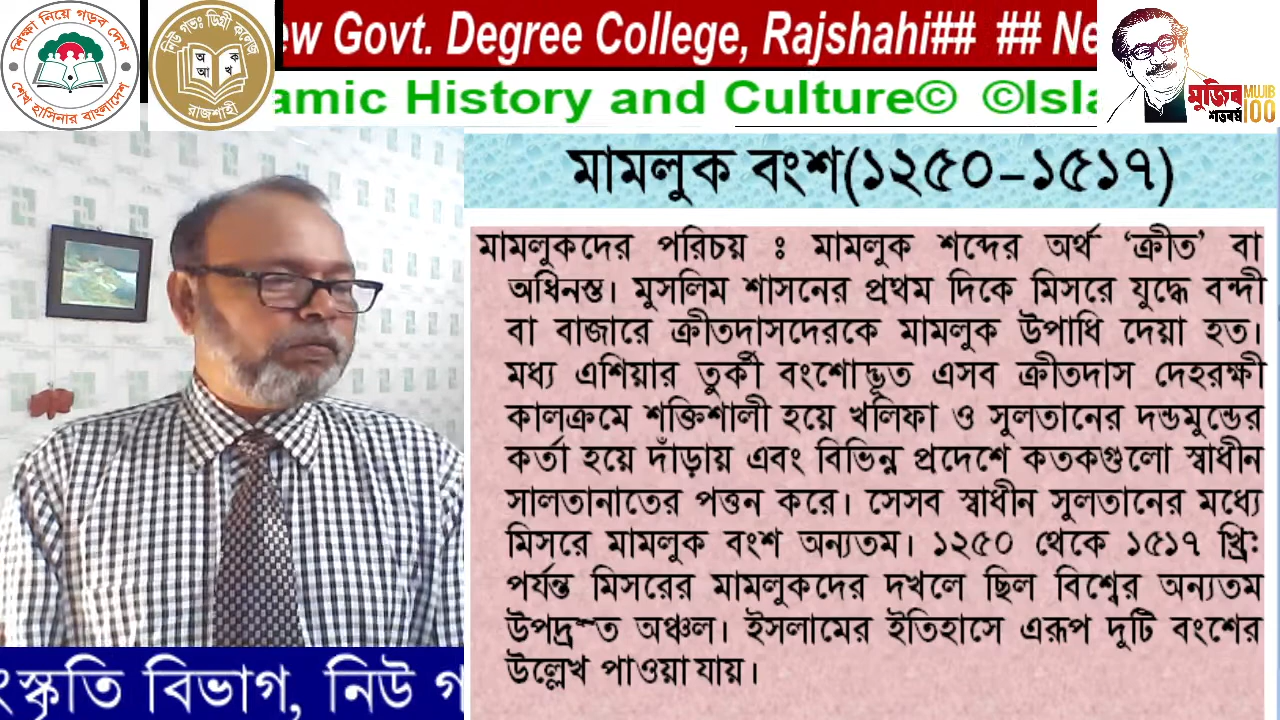 শিক্ষা নিয়ে গড়ব দেশ
শেখ হাসিনার বাংলাদেশ
নিউ গভঃ ডিগ্রী কলেজ
অ ক
আ খ
রাজশাহী
ew Govt. Degree College, Rajshahi## ## Ne
amic History and Culture© ©Isla
মুজিব
শতবর্ষ
MUJIB
100
মামলুক বংশ(১২৫০-১৫১৭)
মামলুকদের পরিচয় ঃ মামলুক শব্দের অর্থ ‘ক্রীত’ বা
অধিনস্ত। মুসলিম শাসনের প্রথম দিকে মিসরে যুদ্ধে বন্দী
বা বাজারে ক্রীতদাসদেরকে মামলুক উপাধি দেয়া হত।
মধ্য এশিয়ার তুর্কী বংশোদ্ভূত এসব ক্রীতদাস দেহরক্ষী
কালক্রমে শক্তিশালী হয়ে খলিফা ও সুলতানের দন্ডমুন্ডের
কর্তা হয়ে দাঁড়ায় এবং বিভিন্ন প্রদেশে কতকগুলো স্বাধীন
সালতানাতের পত্তন করে। সেসব স্বাধীন সুলতানের মধ্যে
মিসরে মামলুক বংশ অন্যতম। ১২৫০ থেকে ১৫১৭ খ্রি:
পর্যন্ত মিসরের মামলুকদের দখলে ছিল বিশ্বের অন্যতম
অঞ্চল। ইসলামের ইতিহাসে এরূপ দুটি বংশের
উল্লেখ পাওয়া যায়।
ংস্কৃতি বিভাগ, নিউ গ